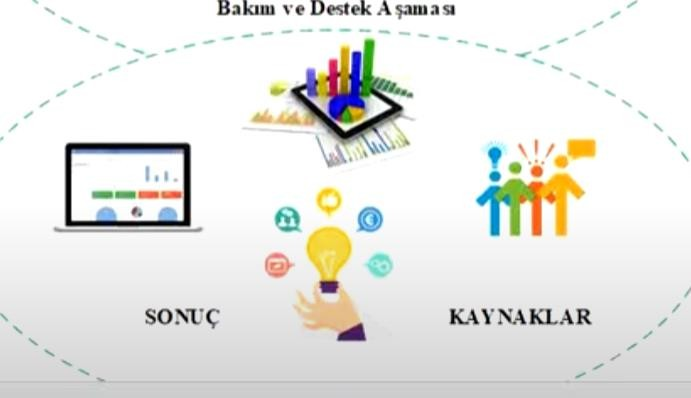 Bakım ve Destek Aşaması
SONUÇ
KAYNAKLAR